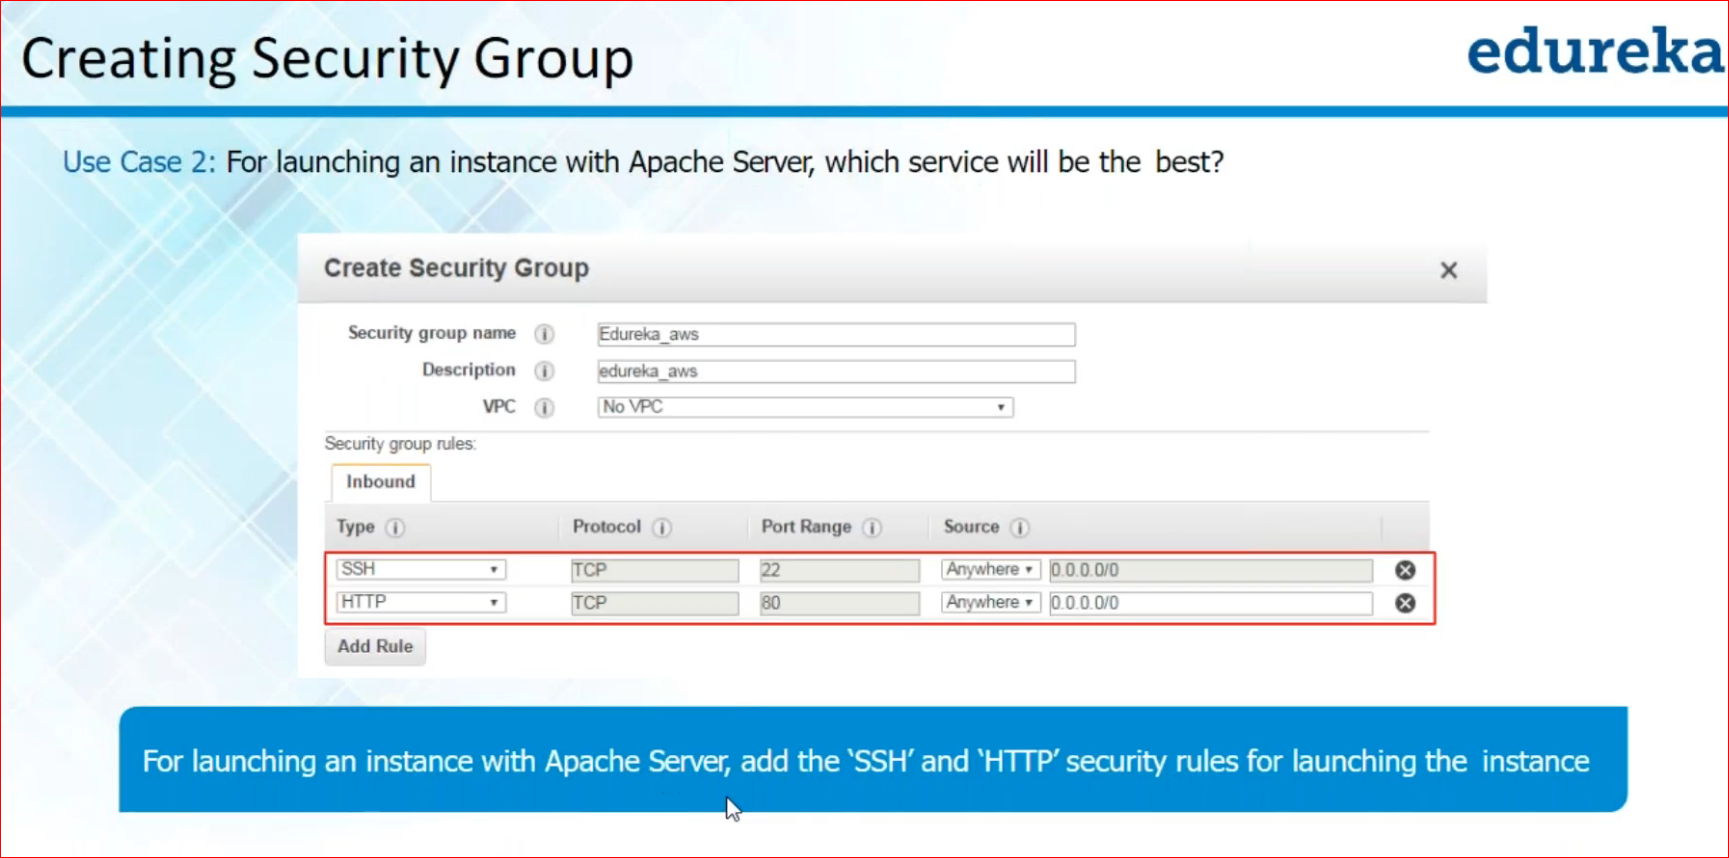 Creating Security Group
edureka
Use Case 2: For launching an instance with Apache Server, which service will be the best?
Create Security Group
Security group name Edureka_aws
Description edureka_aws
VPC No VPC
Security group rules:
Inbound
Type Protocol Port Range Source
SSH TCP 22 Anywhere 0.0.0.0/0
HTTP TCP 80 Anywhere 0.0.0.0/0
Add Rule
For launching an instance with Apache Server, add the ‘SSH’ and ‘HTTP’ security rules for launching the instance